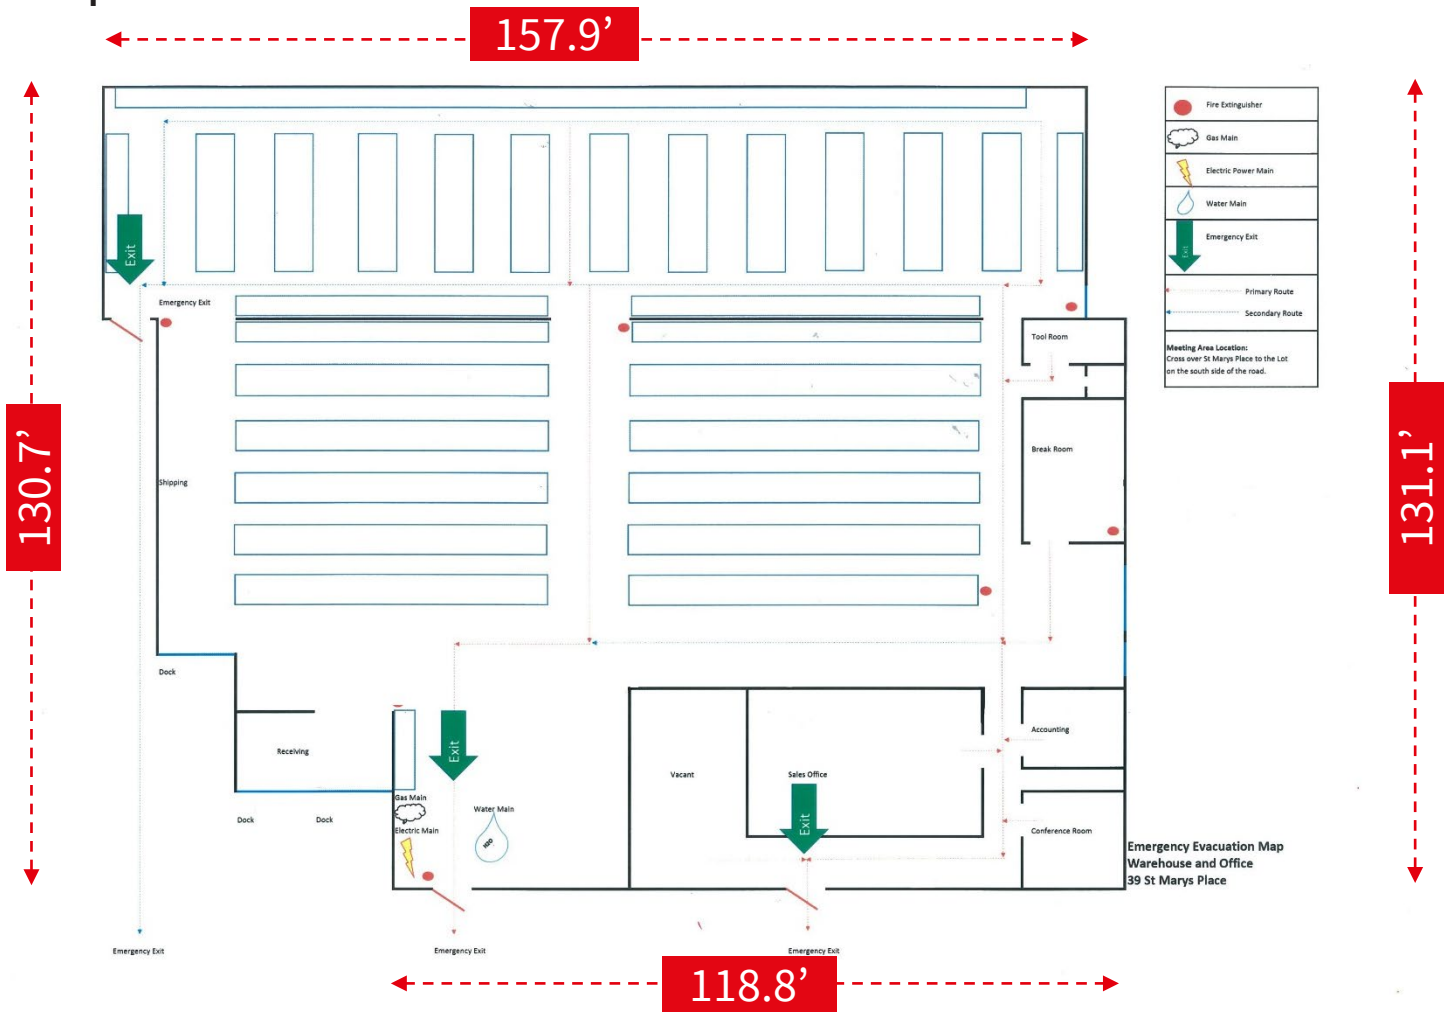 157.9’
Fire Extinguisher
Gas Main
Electric Power Main
Water Main
Exit
Emergency Exit
Primary Route
Secondary Route
Meeting Area Location:
Cross over St Marys Place to the Lot
on the south side of the road.
Exit
Emergency Exit
Tool Room
130.7’
131.1’
Break Room
Shipping
Dock
Receiving
Exit
Accounting
Vacant
Sales Office
Gas Main
Water Main
Dock
Dock
Electric Main
Exit
Conference Room
H2O
Emergency Evacuation Map
Warehouse and Office
39 St Marys Place
Emergency Exit
Emergency Exit
Emergency Exit
118.8’